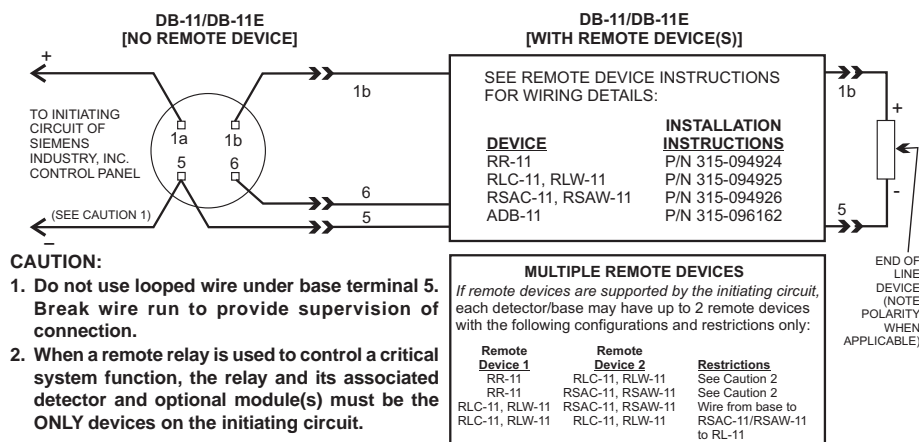 DB-11/DB-11E
[NO REMOTE DEVICE]
DB-11/DB-11E
[WITH REMOTE DEVICE(S)]
+
TO INITIATING
CIRCUIT OF
SIEMENS
INDUSTRY, INC.
CONTROL PANEL
1a
1b
5
6
(SEE CAUTION 1)
–
1b
6
5
SEE REMOTE DEVICE INSTRUCTIONS
FOR WIRING DETAILS:
INSTALLATION
DEVICE INSTRUCTIONS
RR-11 P/N 315-094924
RLC-11, RLW-11 P/N 315-094925
RSAC-11, RSAW-11 P/N 315-094926
ADB-11 P/N 315-096162
1b
+
-
5
END OF
LINE
DEVICE
(NOTE
POLARITY
WHEN
APPLICABLE)
CAUTION:
1. Do not use looped wire under base terminal 5.
Break wire run to provide supervision of
connection.
2. When a remote relay is used to control a critical
system function, the relay and its associated
detector and optional module(s) must be the
ONLY devices on the initiating circuit.
MULTIPLE REMOTE DEVICES
If remote devices are supported by the initiating circuit,
each detector/base may have up to 2 remote devices
with the following configurations and restrictions only:
Remote Remote
Device 1 Device 2 Restrictions
RR-11 RLC-11, RLW-11 See Caution 2
RR-11 RSAC-11, RSAW-11 See Caution 2
RLC-11, RLW-11 RSAC-11, RSAW-11 Wire from base to
RLC-11, RLW-11 RLC-11, RLW-11 RSAC-11/RSAW-11
to RL-11